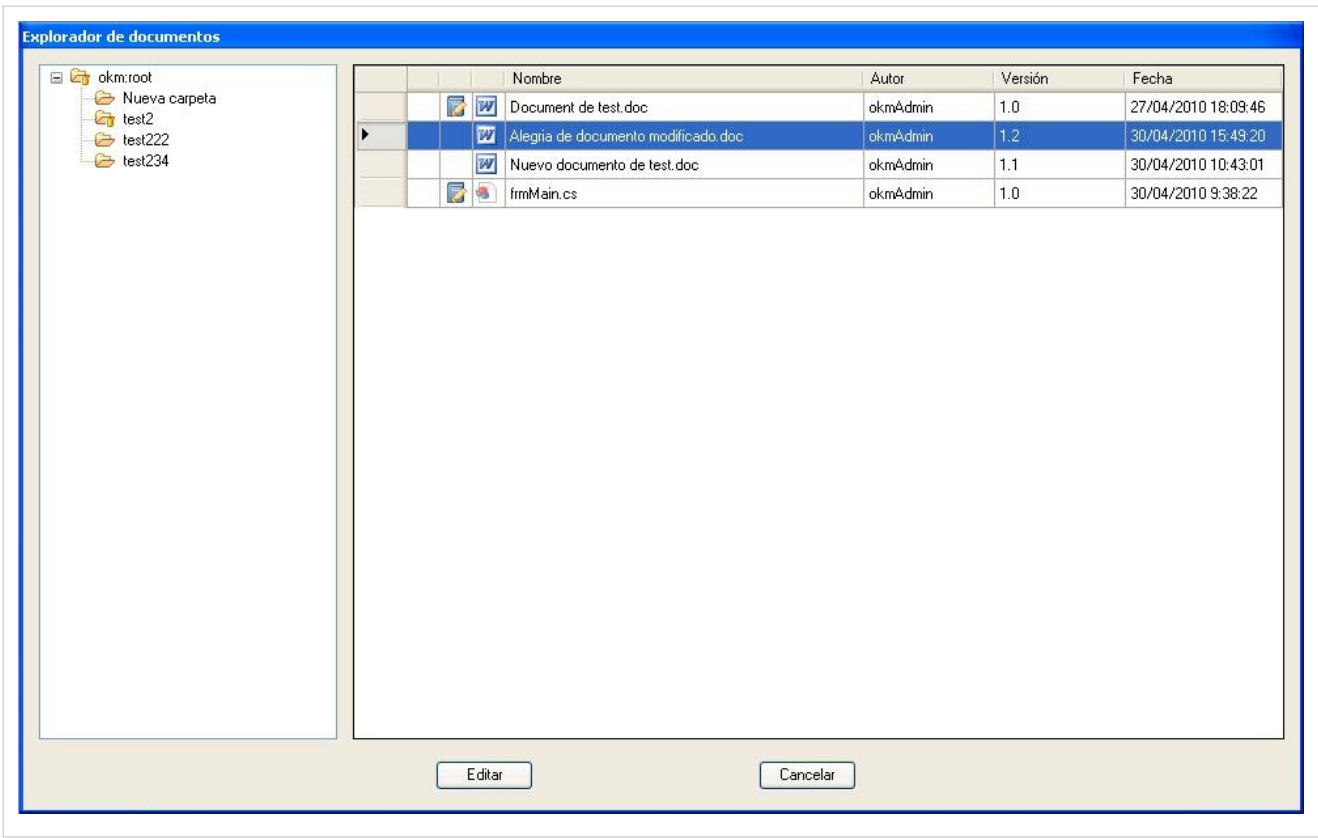 Explorador de documentos
okm:root
Nueva carpeta
test2
test222
test234
Nombre Autor Versión Fecha
Document de test.doc okmAdmin 1.0 27/04/2010 18:09:46
Alegria de documento modificado.doc okmAdmin 1.2 30/04/2010 15:49:20
Nuevo documento de test.doc okmAdmin 1.1 30/04/2010 10:43:01
frmMain.cs okmAdmin 1.0 30/04/2010 9:38:22
Editar Cancelar